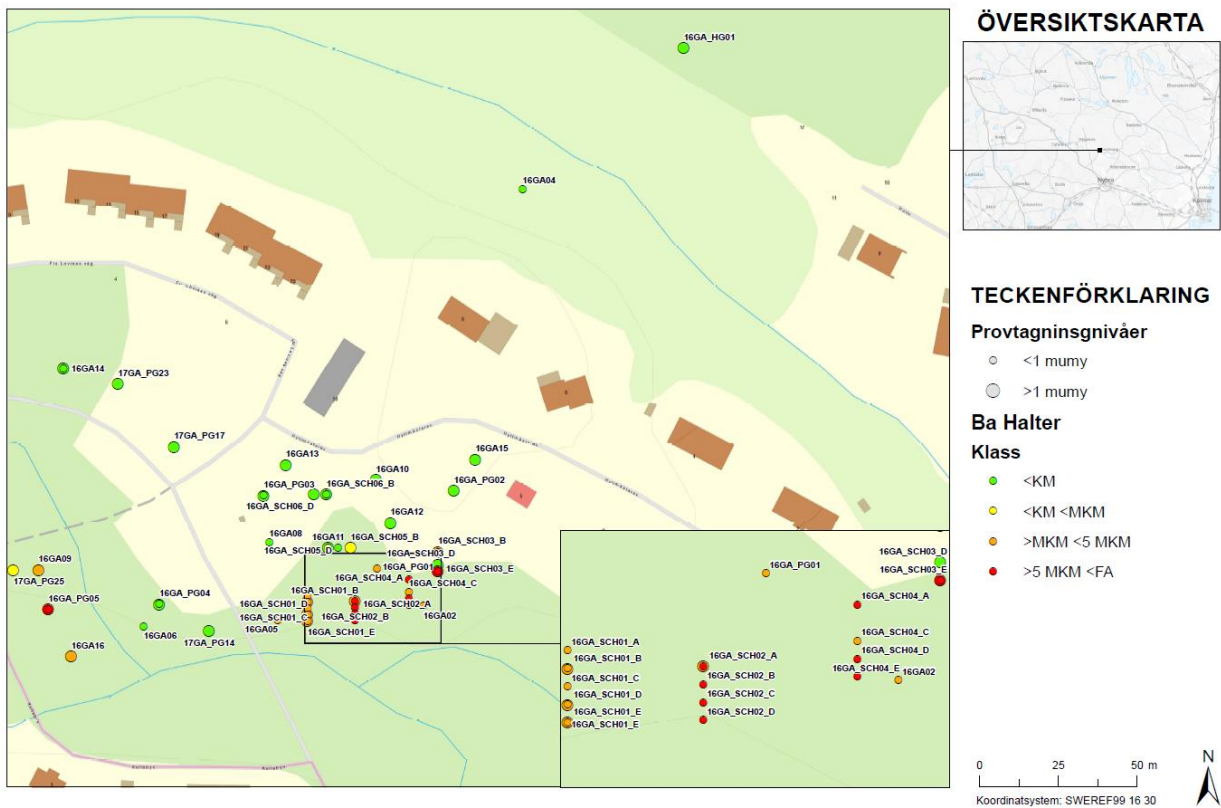 16GA_HG01
16GA04
16GA14
17GA_PG23
17GA_PG17
16GA13
16GA15
16GA10
16GA_PG03
16GA_SCH06_B
16GA_PG02
16GA_SCH06_D
16GA12
16GA08
16GA11
16GA_SCH05_B
16GA_SCH03_B
16GA_SCH05_D
16GA_SCH03_D
16GA09
16GA_PG01
16GA_SCH03_E
17GA_PG25
16GA_SCH04_A
16GA_SCH04_C
16GA_PG05
16GA_PG04
16GA_SCH01_B
16GA_SCH01_D
16GA_SCH02_A
16GA_SCH01_C
16GA_SCH02_B
16GA02
16GA06
16GA05
17GA_PG14
16GA_SCH01_E
16GA16
16GA_SCH03_D
16GA_SCH03_E
16GA_PG01
16GA_SCH04_A
16GA_SCH01_A
16GA_SCH04_C
16GA_SCH01_B
16GA_SCH02_A
16GA_SCH04_D
16GA_SCH01_C
16GA_SCH02_B
16GA_SCH04_E
16GA02
16GA_SCH01_D
16GA_SCH02_C
16GA_SCH01_E
16GA_SCH02_D
16GA_SCH01_E
ÖVERSIKTSKARTA
Nybro
Kalmar
TECKENFÖRKLARING
Provtagninsgnivåer
<1 mumy
>1 mumy
Ba Halter
Klass
<KM
<KM <MKM
>MKM <5 MKM
>5 MKM <FA
N
0 25 50 m
Koordinatsystem: SWEREF99 16 30